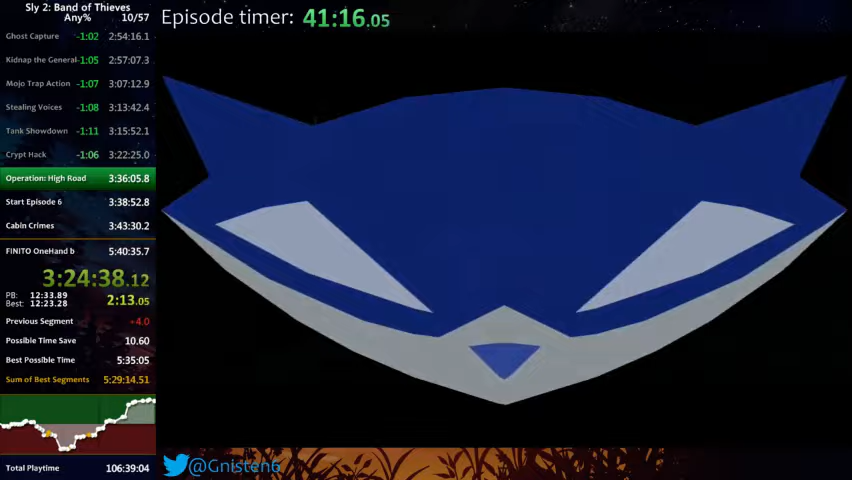 Sly 2: Band of Thieves
Any% 10/57
Ghost Capture -1:02 2:54:16.1
Kidnap the General -1:05 2:57:07.3
Mojo Trap Action -1:07 3:07:12.9
Stealing Voices -1:08 3:13:42.4
Tank Showdown -1:11 3:15:52.1
Crypt Hack -1:06 3:22:25.0
Operation: High Road 3:36:05.8
Start Episode 6 3:38:52.8
Cabin Crimes 3:43:30.2
FINITO OneHand b 5:40:35.7
3:24:38.12
PB: 12:33.89
Best: 12:23.28 2:13.05
Previous Segment +4.0
Possible Time Save 10.60
Best Possible Time 5:35:05
Sum of Best Segments 5:29:14.51
Total Playtime 106:39:04
Episode timer: 41:16.05
@Gnisten6